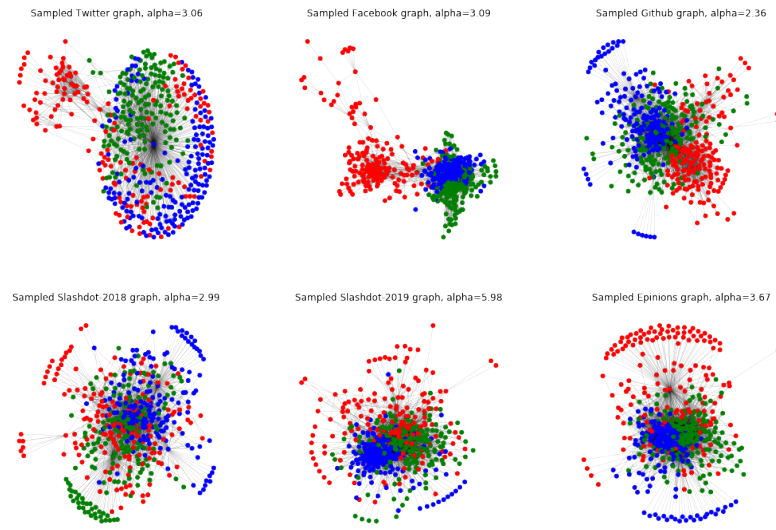 Sampled Twitter graph, alpha=3.06
Sampled Facebook graph, alpha=3.09
Sampled Github graph, alpha=2.36
Sampled Slashdot-2018 graph, alpha=2.99
Sampled Slashdot-2019 graph, alpha=5.98
Sampled Epinions graph, alpha=3.67